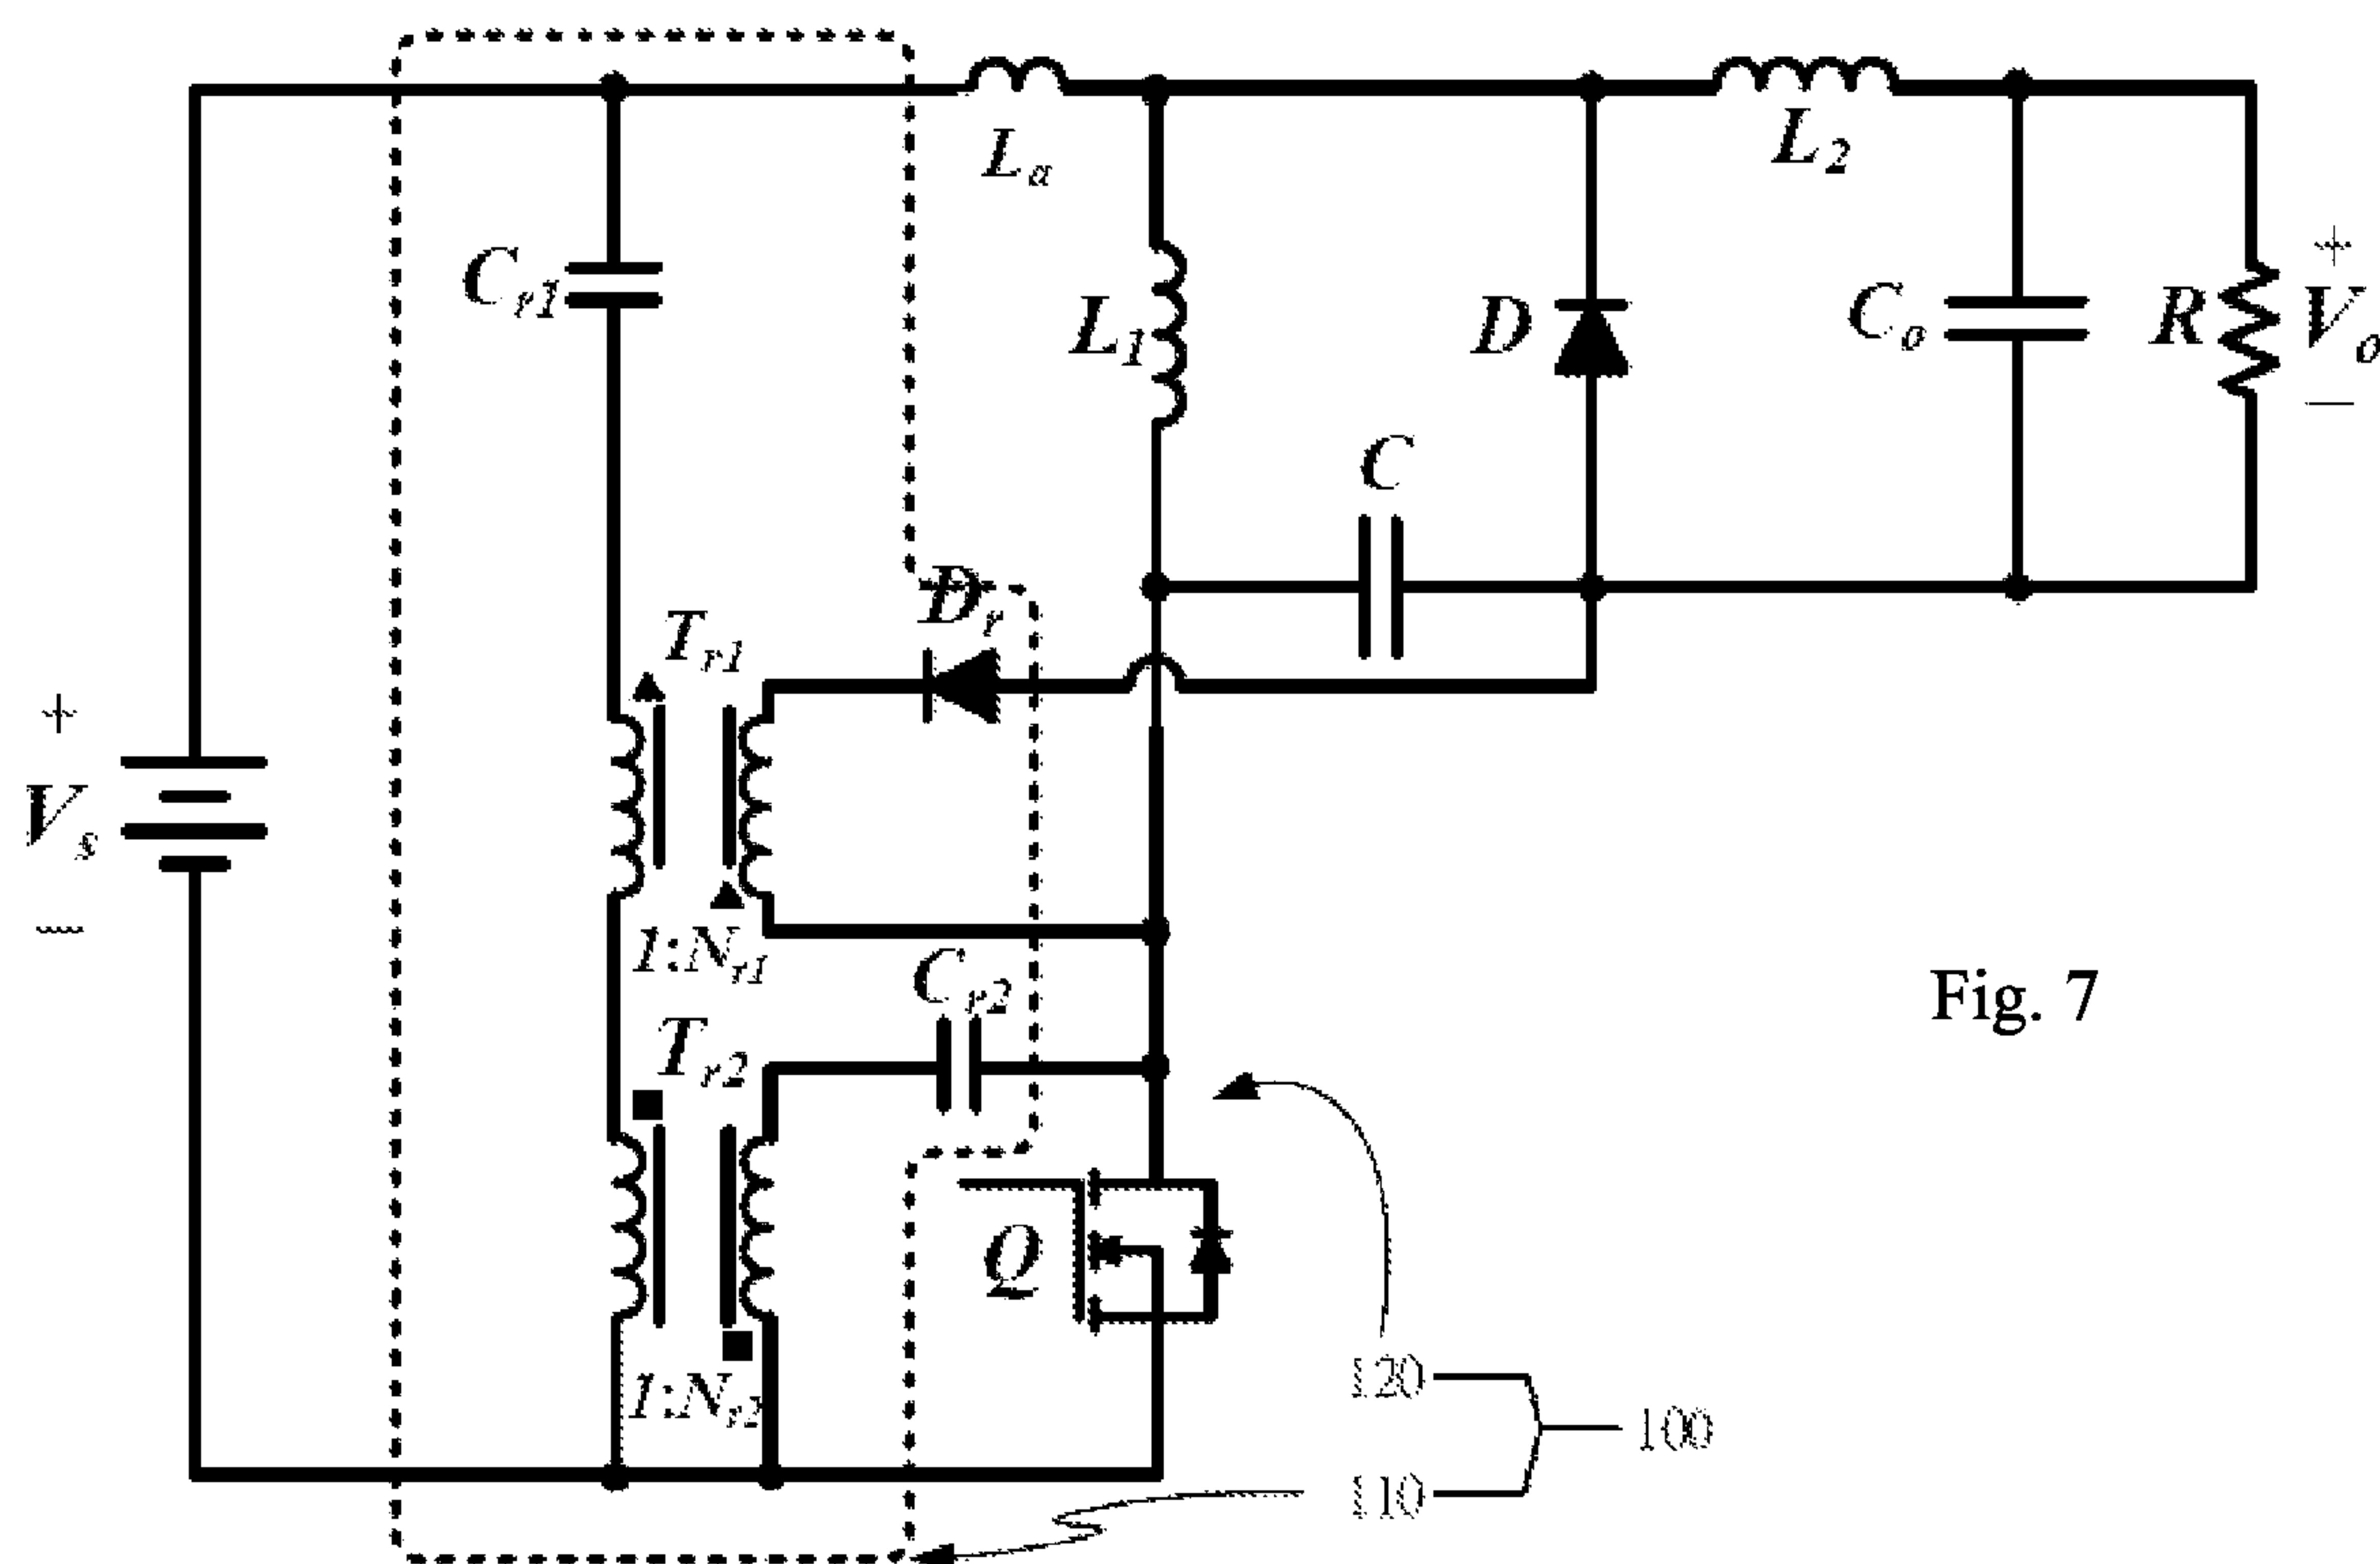 Lα
L2
Cr1
L1
D
Co
R
+
Vo
−
C
Dr
Tr1
+
Vs
−
1:Nr1
Cr2
Fig. 7
Tr2
Q
1:Nr2
120
100
110